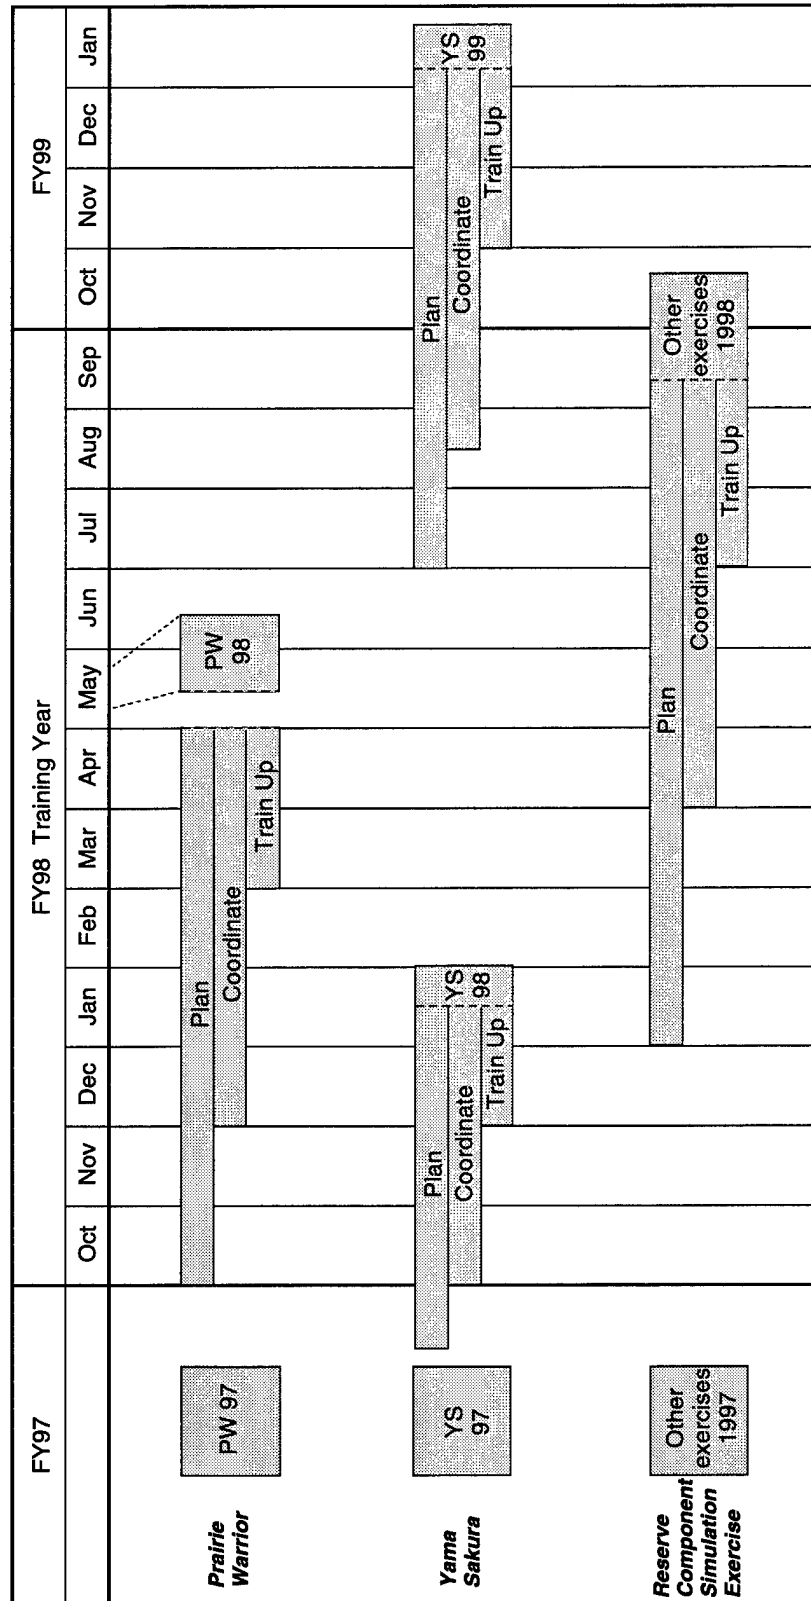 FY97
FY98 Training Year
FY99
Oct
Nov
Dec
Jan
Feb
Mar
Apr
May
Jun
Jul
Aug
Sep
Oct
Nov
Dec
Jan
Prairie
Warrior
PW 97
Plan
Coordinate
Train Up
PW
98
Yama
Sakura
YS
97
Plan
Coordinate
Train Up
YS
98
Plan
Coordinate
Train Up
YS
99
Reserve
Component
Simulation
Exercise
Other
exercises
1997
Plan
Coordinate
Train Up
Other
exercises
1998